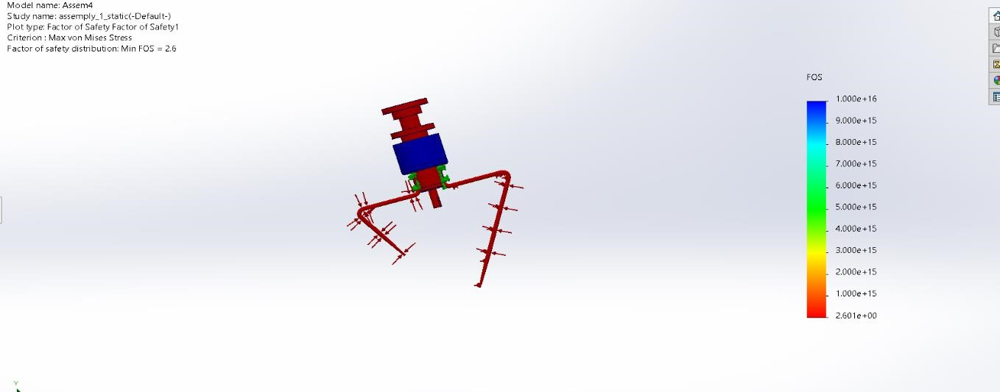 Model name: Assem4
Study name: assemply_1_static(-Default-)
Plot type: Factor of Safety Factor of Safety1
Criterion : Max von Mises Stress
Factor of safety distribution: Min FOS = 2.6
FOS
1.000e+16
9.000e+15
8.000e+15
7.000e+15
6.000e+15
5.000e+15
4.000e+15
3.000e+15
2.000e+15
1.000e+15
2.601e+00
Y